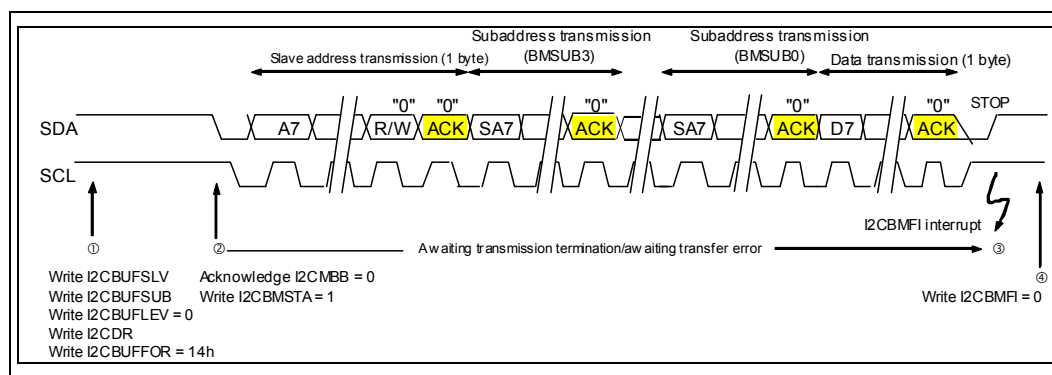 Subaddress transmission
(BMSUB3)
Subaddress transmission
(BMSUB0)
Slave address transmission (1 byte)
Data transmission (1 byte)
"0" "0" "0" "0" "0" STOP
SDA A7 R/W ACK SA7 ACK SA7 ACK D7 ACK
SCL
I2CBMFI interrupt
① ② Awaiting transmission termination/awaiting transfer error ③ ④
Write I2CBUFSLV Acknowledge I2CMBB = 0 Write I2CBMFI = 0
Write I2CBUFSUB Write I2CBMSTA = 1
Write I2CBUFLEV = 0
Write I2CDR
Write I2CBUFFOR = 14h